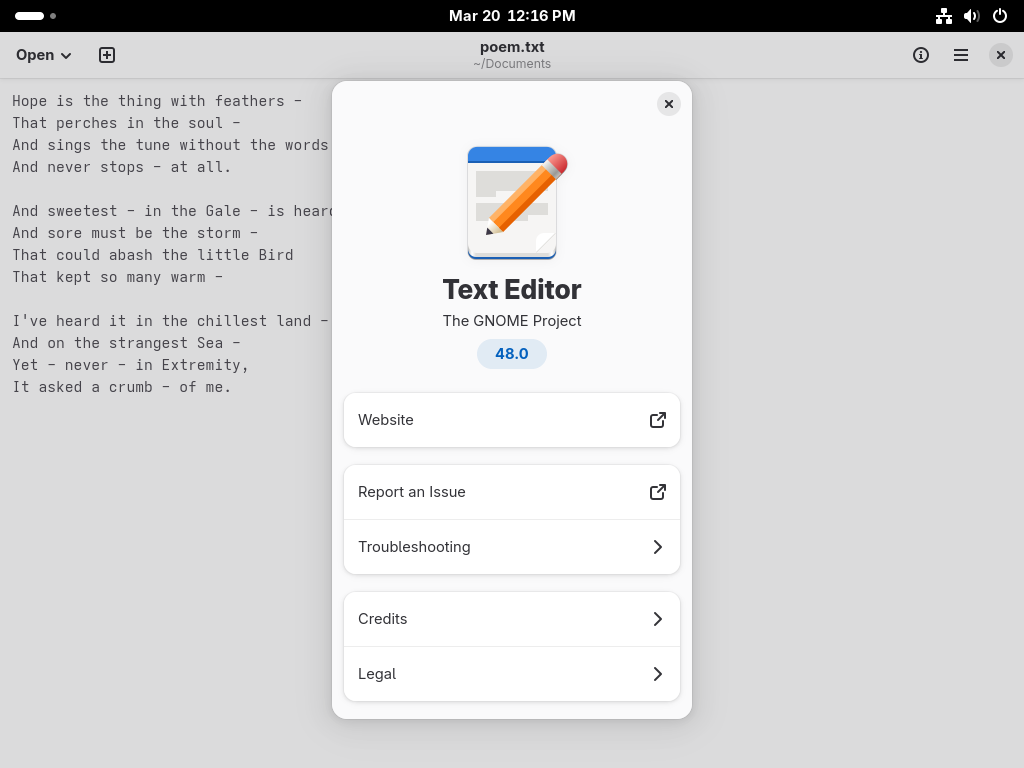 Mar 20 12:16 PM
Open
poem.txt
~/Documents
Hope is the thing with feathers –
That perches in the soul –
And sings the tune without the words
And never stops – at all.
And sweetest – in the Gale – is heard
And sore must be the storm –
That could abash the little Bird
That kept so many warm –
I've heard it in the chillest land –
And on the strangest Sea –
Yet – never – in Extremity,
It asked a crumb – of me.
Text Editor
The GNOME Project
48.0
Website
Report an Issue
Troubleshooting
Credits
Legal